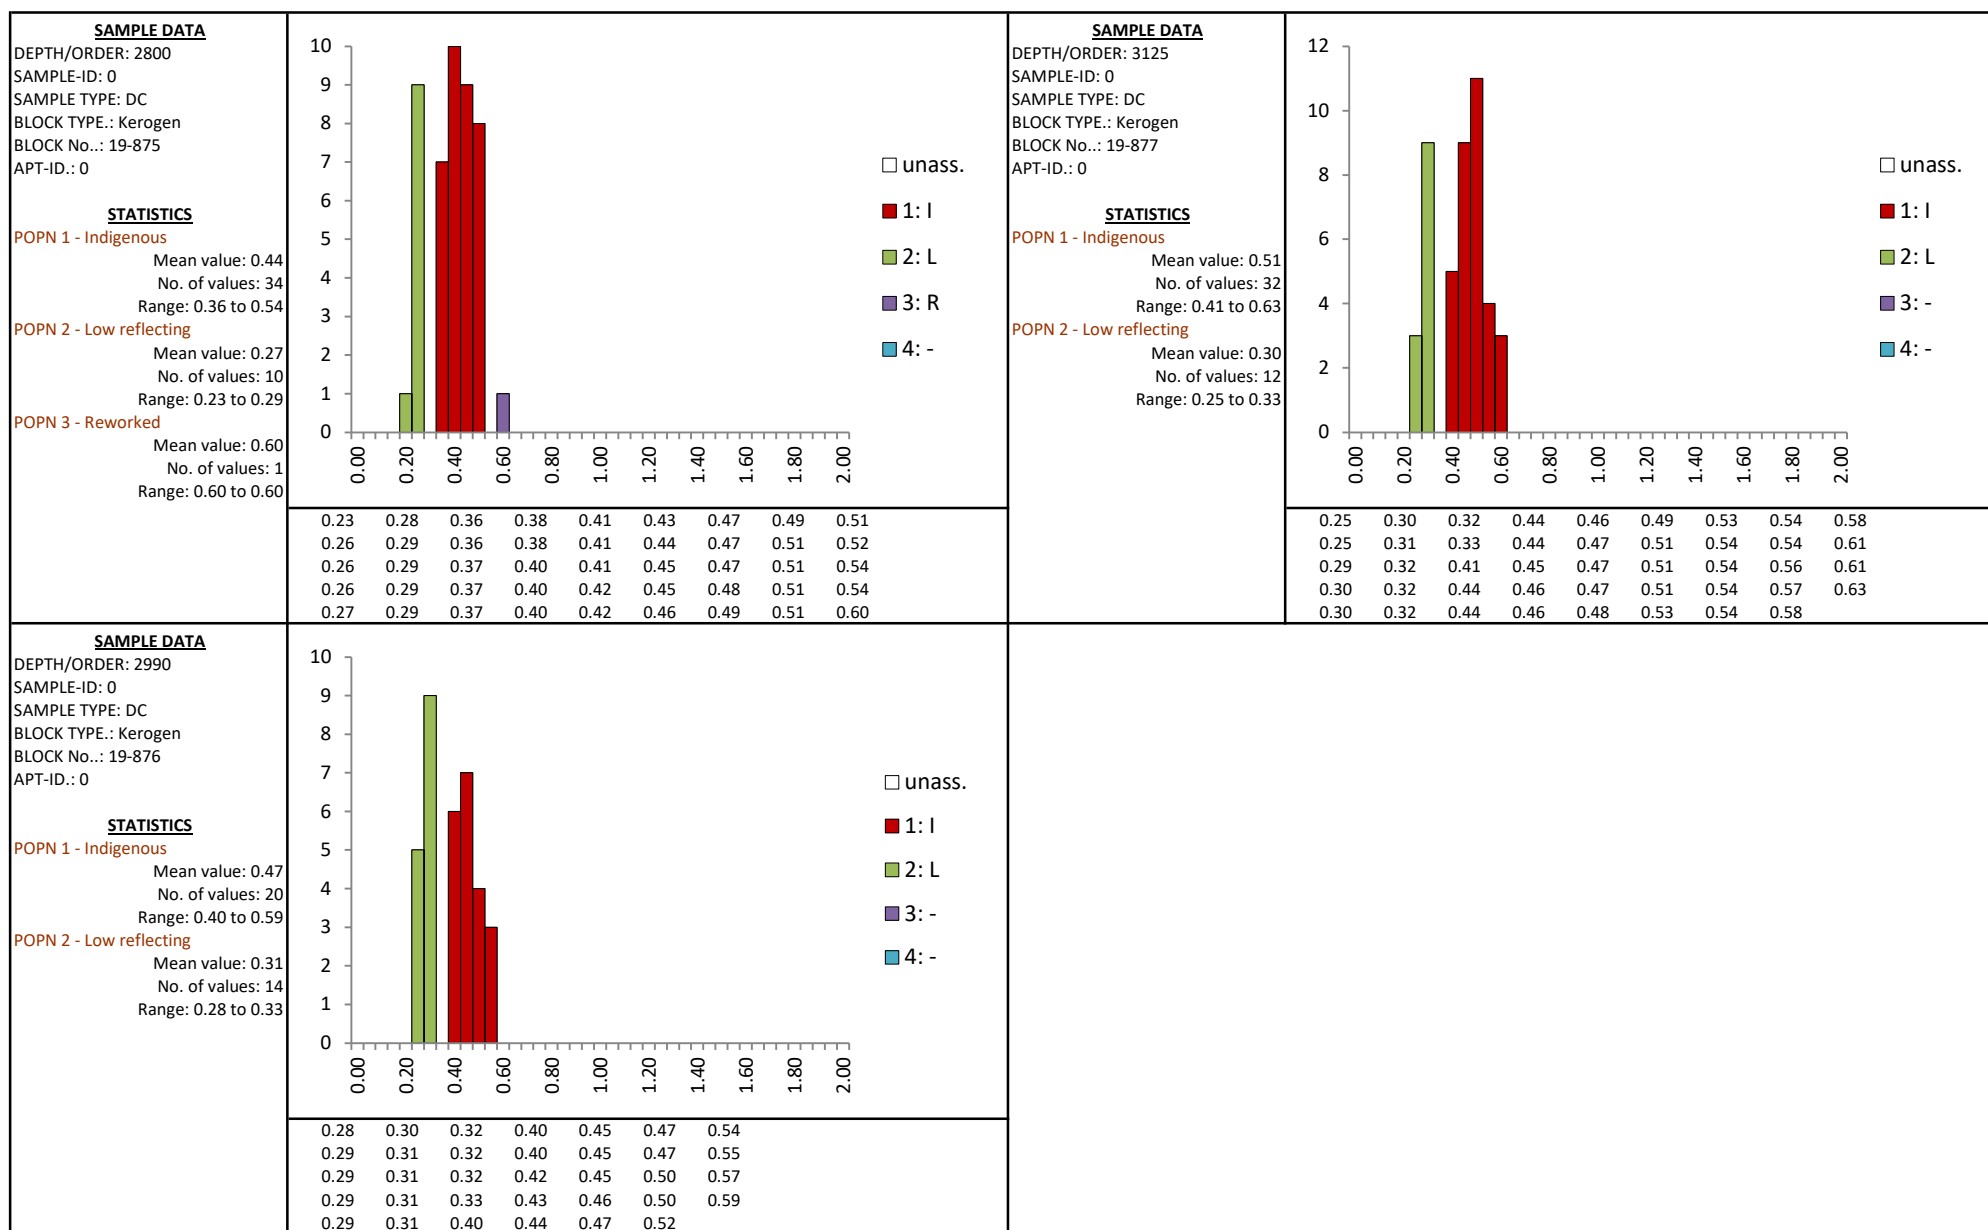 SAMPLE DATA
DEPTH/ORDER: 2800
SAMPLE-ID: 0
SAMPLE TYPE: DC
BLOCK TYPE.: Kerogen
BLOCK No..: 19-875
APT-ID.: 0
STATISTICS
POPN 1 - Indigenous
Mean value: 0.44
No. of values: 34
Range: 0.36 to 0.54
POPN 2 - Low reflecting
Mean value: 0.27
No. of values: 10
Range: 0.23 to 0.29
POPN 3 - Reworked
Mean value: 0.60
No. of values: 1
Range: 0.60 to 0.60
10
9
8
7
6
5
4
3
2
1
0
0.00 0.20 0.40 0.60 0.80 1.00 1.20 1.40 1.60 1.80 2.00
unass.
1: I
2: L
3: R
4: -
0.23 0.28 0.36 0.38 0.41 0.43 0.47 0.49 0.51
0.26 0.29 0.36 0.38 0.41 0.44 0.47 0.51 0.52
0.26 0.29 0.37 0.40 0.41 0.45 0.47 0.51 0.54
0.26 0.29 0.37 0.40 0.42 0.45 0.48 0.51 0.54
0.27 0.29 0.37 0.40 0.42 0.46 0.49 0.51 0.60
SAMPLE DATA
DEPTH/ORDER: 3125
SAMPLE-ID: 0
SAMPLE TYPE: DC
BLOCK TYPE.: Kerogen
BLOCK No..: 19-877
APT-ID.: 0
STATISTICS
POPN 1 - Indigenous
Mean value: 0.51
No. of values: 32
Range: 0.41 to 0.63
POPN 2 - Low reflecting
Mean value: 0.30
No. of values: 12
Range: 0.25 to 0.33
12
10
8
6
4
2
0
0.00 0.20 0.40 0.60 0.80 1.00 1.20 1.40 1.60 1.80 2.00
unass.
1: I
2: L
3: -
4: -
0.25 0.30 0.32 0.44 0.46 0.49 0.53 0.54 0.58
0.25 0.31 0.33 0.44 0.47 0.51 0.54 0.54 0.61
0.29 0.32 0.41 0.45 0.47 0.51 0.54 0.56 0.61
0.30 0.32 0.44 0.46 0.47 0.51 0.54 0.57 0.63
0.30 0.32 0.44 0.46 0.48 0.53 0.54 0.58
SAMPLE DATA
DEPTH/ORDER: 2990
SAMPLE-ID: 0
SAMPLE TYPE: DC
BLOCK TYPE.: Kerogen
BLOCK No..: 19-876
APT-ID.: 0
STATISTICS
POPN 1 - Indigenous
Mean value: 0.47
No. of values: 20
Range: 0.40 to 0.59
POPN 2 - Low reflecting
Mean value: 0.31
No. of values: 14
Range: 0.28 to 0.33
10
9
8
7
6
5
4
3
2
1
0
0.00 0.20 0.40 0.60 0.80 1.00 1.20 1.40 1.60 1.80 2.00
unass.
1: I
2: L
3: -
4: -
0.28 0.30 0.32 0.40 0.45 0.47 0.54
0.29 0.31 0.32 0.40 0.45 0.47 0.55
0.29 0.31 0.32 0.42 0.45 0.50 0.57
0.29 0.31 0.33 0.43 0.46 0.50 0.59
0.29 0.31 0.40 0.44 0.47 0.52